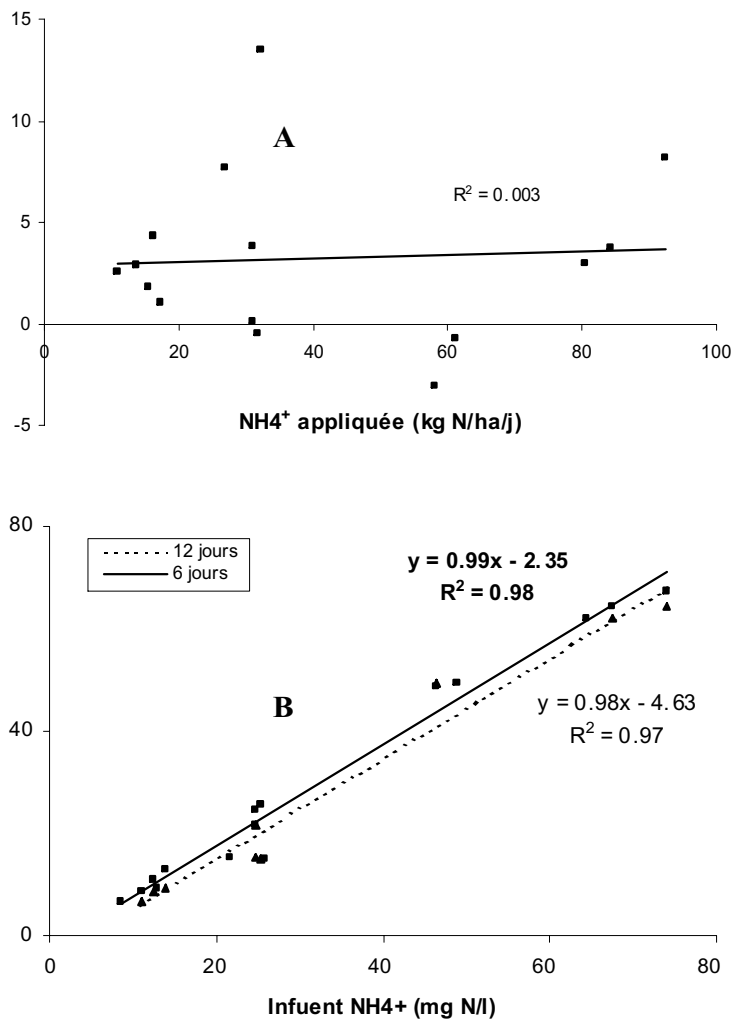 15
10
A
R² = 0.003
5
0
0 20 40 60 80 100
-5
NH4⁺ appliquée (kg N/ha/j)
80
12 jours
6 jours
y = 0.99x - 2.35
R² = 0.98
B
y = 0.98x - 4.63
R² = 0.97
40
0
0 20 40 60 80
Infuent NH4+ (mg N/l)